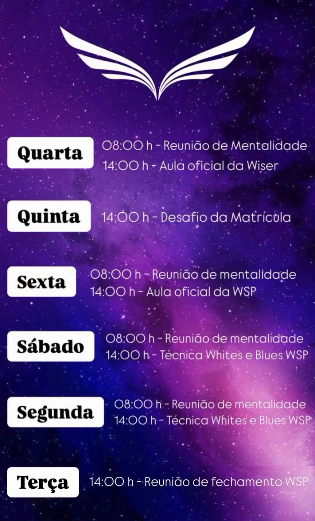 Quarta
08:00 h - Reunião de Mentalidade
14:00 h - Aula oficial da Wiser
Quinta
14:00 h - Desafio da Matrícula
Sexta
08:00 h - Reunião de mentalidade
14:00 h - Aula oficial da WSP
Sábado
08:00 h - Reunião de mentalidade
14:00 h - Técnica Whites e Blues WSP
Segunda
08:00 h - Reunião de mentalidade
14:00 h - Técnica Whites e Blues WSP
Terça
14:00 h - Reunião de fechamento WSP